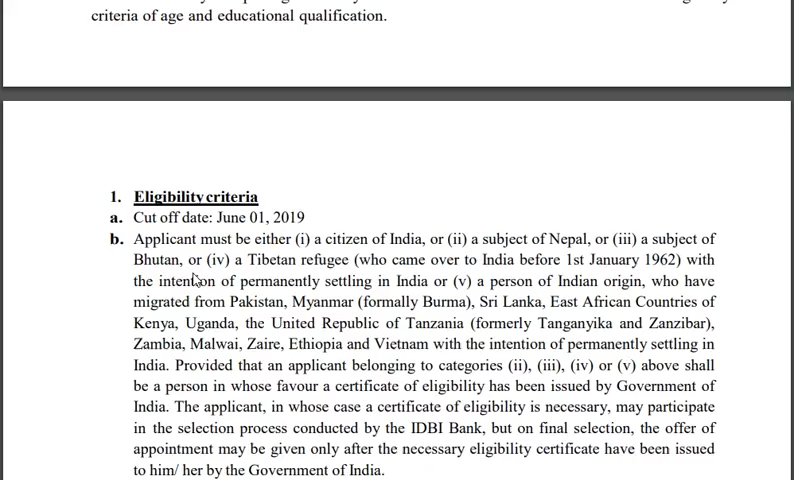 criteria of age and educational qualification.
1. Eligibility criteria
a. Cut off date: June 01, 2019
b. Applicant must be either (i) a citizen of India, or (ii) a subject of Nepal, or (iii) a subject of
Bhutan, or (iv) a Tibetan refugee (who came over to India before 1st January 1962) with
the intention of permanently settling in India or (v) a person of Indian origin, who have
migrated from Pakistan, Myanmar (formally Burma), Sri Lanka, East African Countries of
Kenya, Uganda, the United Republic of Tanzania (formerly Tanganyika and Zanzibar),
Zambia, Malwai, Zaire, Ethiopia and Vietnam with the intention of permanently settling in
India. Provided that an applicant belonging to categories (ii), (iii), (iv) or (v) above shall
be a person in whose favour a certificate of eligibility has been issued by Government of
India. The applicant, in whose case a certificate of eligibility is necessary, may participate
in the selection process conducted by the IDBI Bank, but on final selection, the offer of
appointment may be given only after the necessary eligibility certificate have been issued
to him/ her by the Government of India.